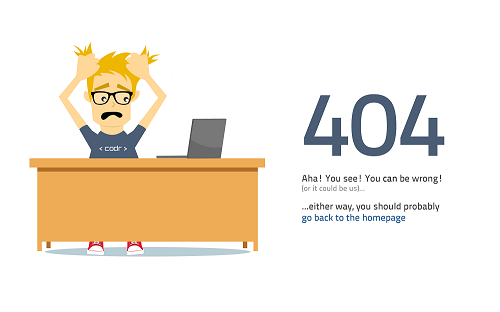 < codr >
404
Aha! You see! You can be wrong!
(or it could be us)...
...either way, you should probably
go back to the homepage